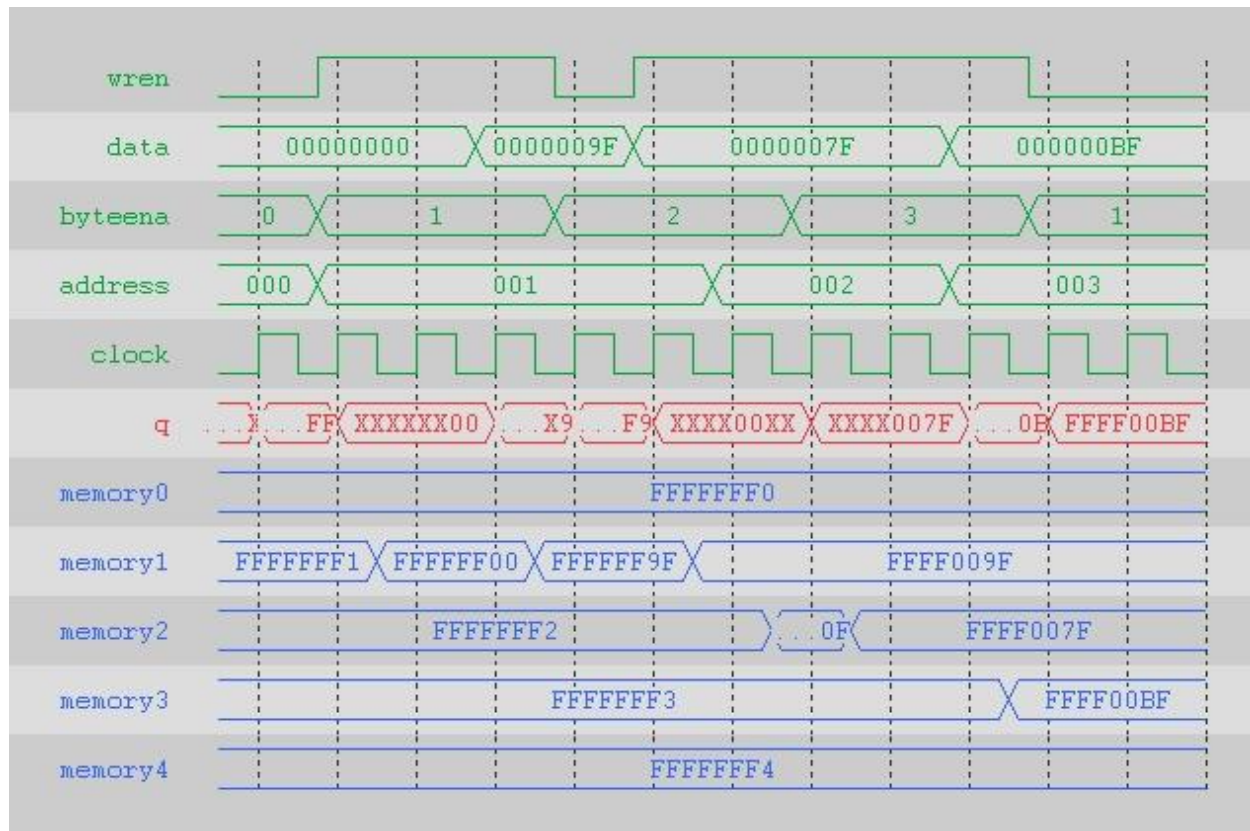 wren
data 00000000 0000009F 0000007F 000000BF
byteena 0 1 2 3 1
address 000 001 002 003
clock
q ...X ...FF XXXXXX00 ...X9 ...F9 XXXX00XX XXXX007F ...0B FFFF00BF
memory0 FFFFFFF0
memory1 FFFFFFF1 FFFFFF00 FFFFFF9F FFFF009F
memory2 FFFFFFF2 ...0F FFFF007F
memory3 FFFFFFF3 FFFF00BF
memory4 FFFFFFF4